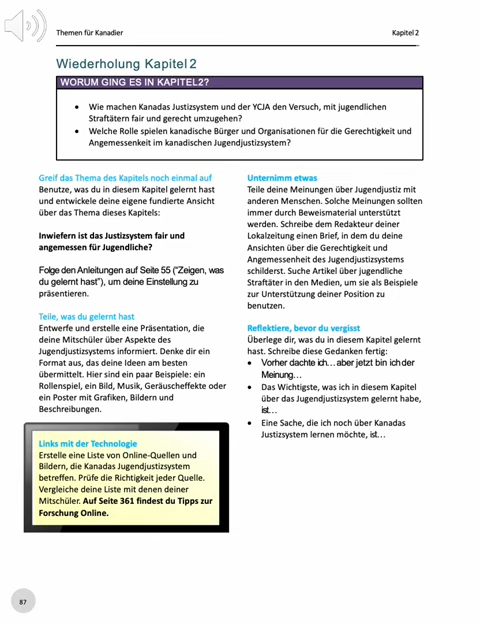 Themen für Kanadier
Kapitel 2
Wiederholung Kapitel 2
WORUM GING ES IN KAPITEL2?
• Wie machen Kanadas Justizsystem und der YCJA den Versuch, mit jugendlichen
Straftätern fair und gerecht umzugehen?
• Welche Rolle spielen kanadische Bürger und Organisationen für die Gerechtigkeit und
Angemessenheit im kanadischen Jugendjustizsystem?
Greif das Thema des Kapitels noch einmal auf
Benutze, was du in diesem Kapitel gelernt hast
und entwickele deine eigene fundierte Ansicht
über das Thema dieses Kapitels:
Inwiefern ist das Justizsystem fair und
angemessen für Jugendliche?
Folge den Anleitungen auf Seite 55 ("Zeigen, was
du gelernt hast"), um deine Einstellung zu
präsentieren.
Teile, was du gelernt hast
Entwerfe und erstelle eine Präsentation, die
deine Mitschüler über Aspekte des
Jugendjustizsystems informiert. Denke dir ein
Format aus, das deine Ideen am besten
übermittelt. Hier sind ein paar Beispiele: ein
Rollenspiel, ein Bild, Musik, Geräuscheffekte oder
ein Poster mit Grafiken, Bildern und
Beschreibungen.
Links mit der Technologie
Erstelle eine Liste von Online-Quellen und
Bildern, die Kanadas Jugendjustizsystem
betreffen. Prüfe die Richtigkeit jeder Quelle.
Vergleiche deine Liste mit denen deiner
Mitschüler. Auf Seite 361 findest du Tipps zur
Forschung Online.
Unternimm etwas
Teile deine Meinungen über Jugendjustiz mit
anderen Menschen. Solche Meinungen sollten
immer durch Beweismaterial unterstützt
werden. Schreibe dem Redakteur deiner
Lokalzeitung einen Brief, in dem du deine
Ansichten über die Gerechtigkeit und
Angemessenheit des Jugendjustizsystems
schilderst. Suche Artikel über jugendliche
Straftäter in den Medien, um sie als Beispiele
zur Unterstützung deiner Position zu
benutzen.
Reflektiere, bevor du vergisst
Überlege dir, was du in diesem Kapitel gelernt
hast. Schreibe diese Gedanken fertig:
• Vorher dachte ich… aber jetzt bin ich der
Meinung…
• Das Wichtigste, was ich in diesem Kapitel
über das Jugendjustizsystem gelernt habe,
ist…
• Eine Sache, die ich noch über Kanadas
Justizsystem lernen möchte, ist…
87